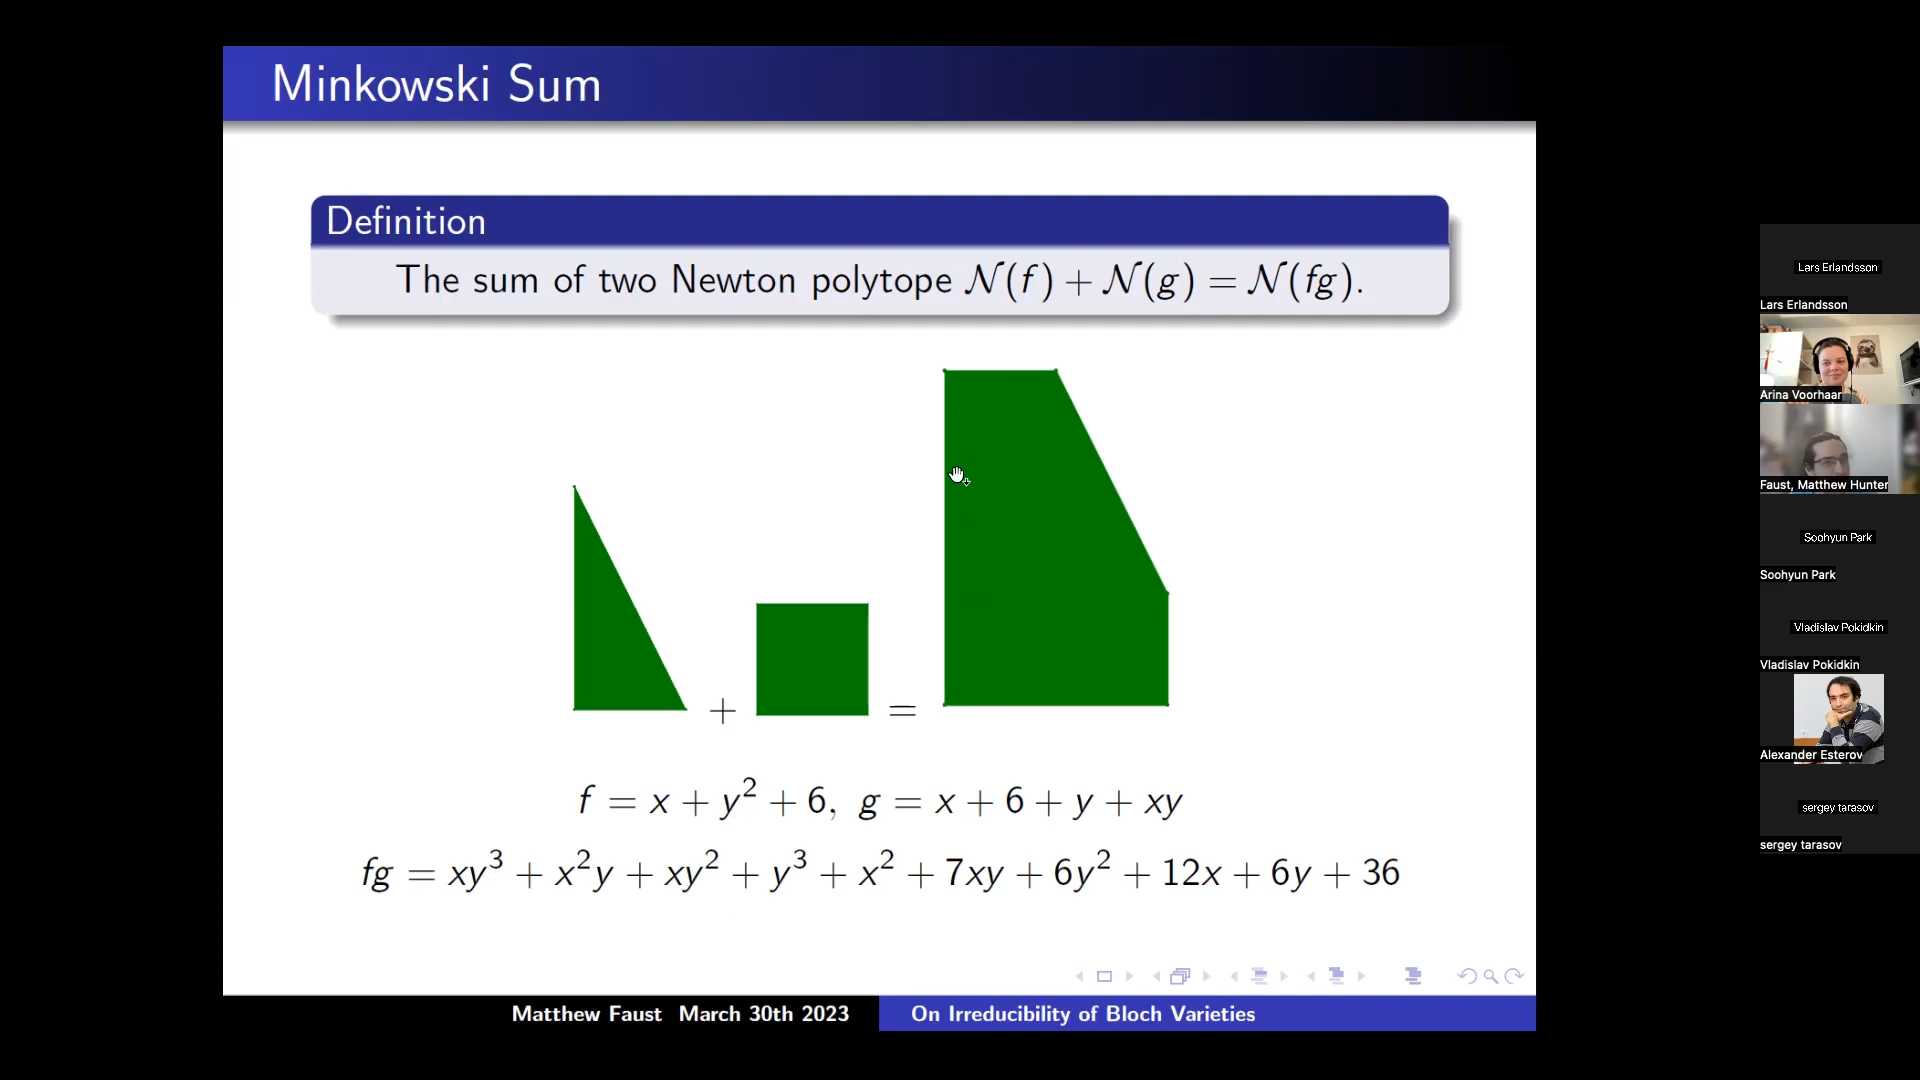 Minkowski Sum
Definition
The sum of two Newton polytope 𝒩(f) + 𝒩(g) = 𝒩(fg).
+
=
f = x + y² + 6, g = x + 6 + y + xy
fg = xy³ + x²y + xy² + y³ + x² + 7xy + 6y² + 12x + 6y + 36
Matthew Faust March 30th 2023
On Irreducibility of Bloch Varieties
Lars Erlandsson
Lars Erlandsson
Arina Voorhaar
Faust, Matthew Hunter
Soohyun Park
Soohyun Park
Vladislav Pokidkin
Vladislav Pokidkin
Alexander Esterov
sergey tarasov
sergey tarasov